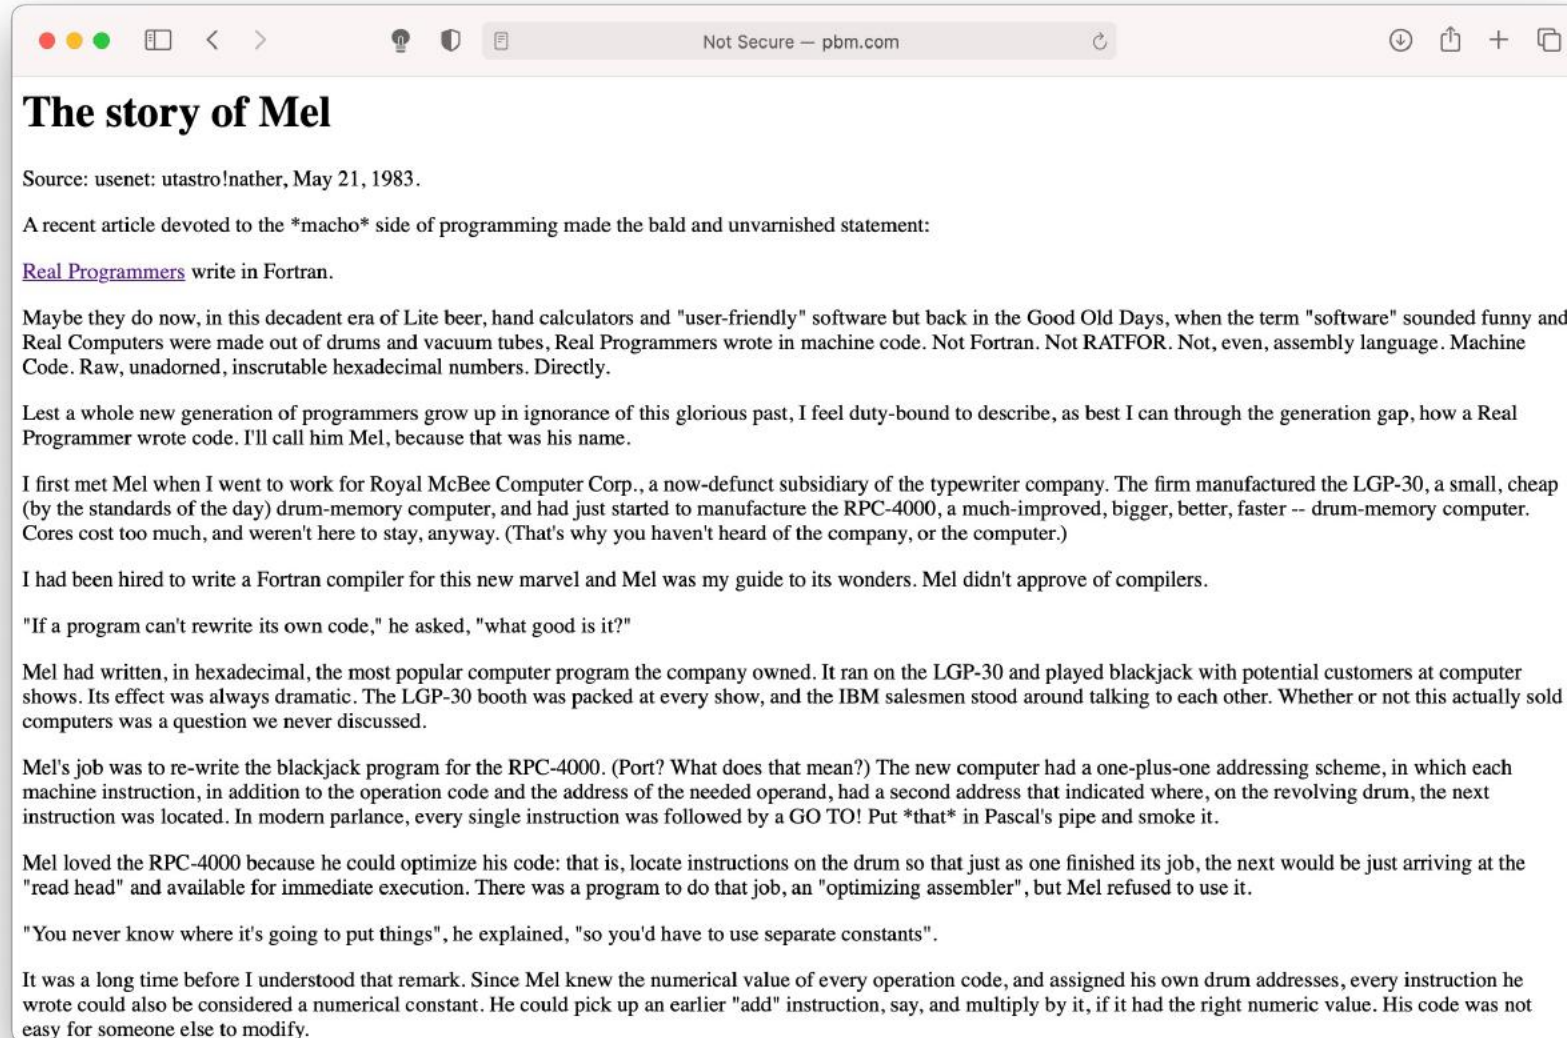 Not Secure — pbm.com
The story of Mel
Source: usenet: utastro!nather, May 21, 1983.
A recent article devoted to the *macho* side of programming made the bald and unvarnished statement:
Real Programmers write in Fortran.
Maybe they do now, in this decadent era of Lite beer, hand calculators and "user-friendly" software but back in the Good Old Days, when the term "software" sounded funny and
Real Computers were made out of drums and vacuum tubes, Real Programmers wrote in machine code. Not Fortran. Not RATFOR. Not, even, assembly language. Machine
Code. Raw, unadorned, inscrutable hexadecimal numbers. Directly.
Lest a whole new generation of programmers grow up in ignorance of this glorious past, I feel duty-bound to describe, as best I can through the generation gap, how a Real
Programmer wrote code. I'll call him Mel, because that was his name.
I first met Mel when I went to work for Royal McBee Computer Corp., a now-defunct subsidiary of the typewriter company. The firm manufactured the LGP-30, a small, cheap
(by the standards of the day) drum-memory computer, and had just started to manufacture the RPC-4000, a much-improved, bigger, better, faster -- drum-memory computer.
Cores cost too much, and weren't here to stay, anyway. (That's why you haven't heard of the company, or the computer.)
I had been hired to write a Fortran compiler for this new marvel and Mel was my guide to its wonders. Mel didn't approve of compilers.
"If a program can't rewrite its own code," he asked, "what good is it?"
Mel had written, in hexadecimal, the most popular computer program the company owned. It ran on the LGP-30 and played blackjack with potential customers at computer
shows. Its effect was always dramatic. The LGP-30 booth was packed at every show, and the IBM salesmen stood around talking to each other. Whether or not this actually sold
computers was a question we never discussed.
Mel's job was to re-write the blackjack program for the RPC-4000. (Port? What does that mean?) The new computer had a one-plus-one addressing scheme, in which each
machine instruction, in addition to the operation code and the address of the needed operand, had a second address that indicated where, on the revolving drum, the next
instruction was located. In modern parlance, every single instruction was followed by a GO TO! Put *that* in Pascal's pipe and smoke it.
Mel loved the RPC-4000 because he could optimize his code: that is, locate instructions on the drum so that just as one finished its job, the next would be just arriving at the
"read head" and available for immediate execution. There was a program to do that job, an "optimizing assembler", but Mel refused to use it.
"You never know where it's going to put things", he explained, "so you'd have to use separate constants".
It was a long time before I understood that remark. Since Mel knew the numerical value of every operation code, and assigned his own drum addresses, every instruction he
wrote could also be considered a numerical constant. He could pick up an earlier "add" instruction, say, and multiply by it, if it had the right numeric value. His code was not
easy for someone else to modify.